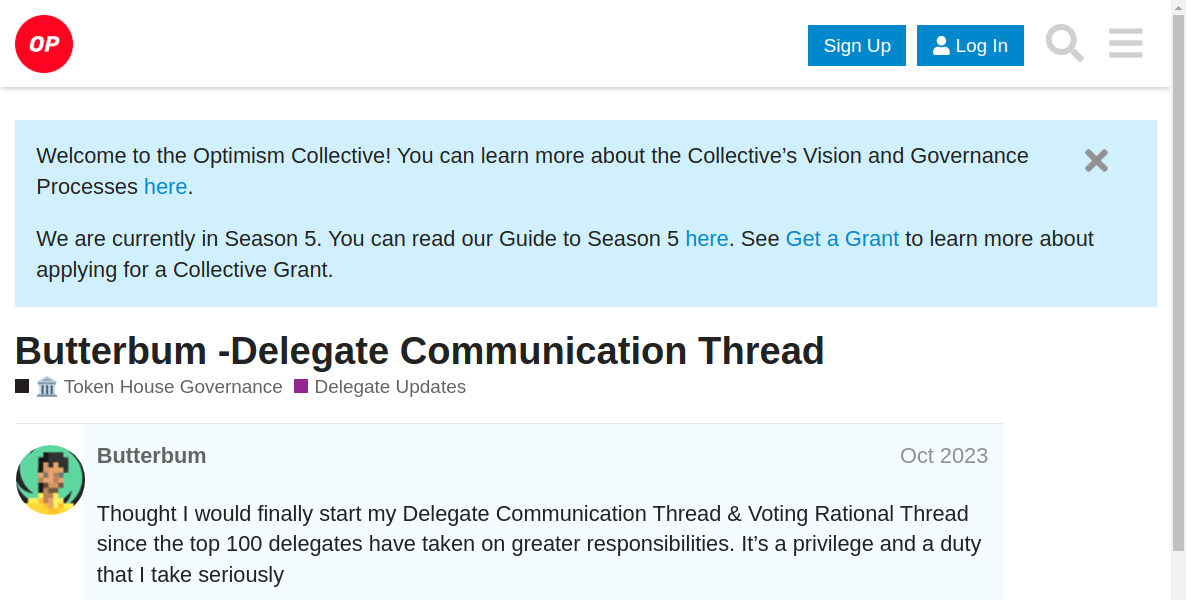 OP
Sign Up
Log In
Welcome to the Optimism Collective! You can learn more about the Collective’s Vision and Governance
Processes here.
We are currently in Season 5. You can read our Guide to Season 5 here. See Get a Grant to learn more about
applying for a Collective Grant.
Butterbum -Delegate Communication Thread
Token House Governance Delegate Updates
Butterbum Oct 2023
Thought I would finally start my Delegate Communication Thread & Voting Rational Thread
since the top 100 delegates have taken on greater responsibilities. It’s a privilege and a duty
that I take seriously